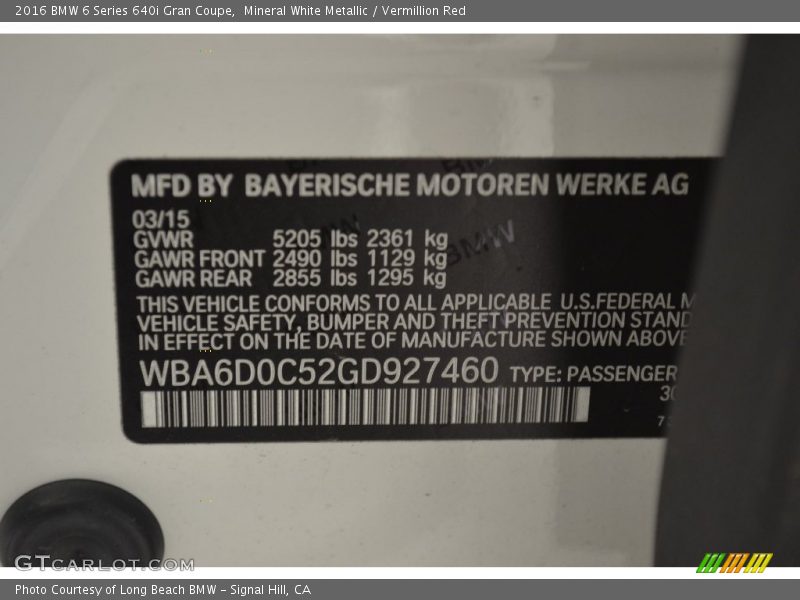 2016 BMW 6 Series 640i Gran Coupe,  Mineral White Metallic / Vermillion Red
MFD BY BAYERISCHE MOTOREN WERKE AG
03/15
GVWR 5205 lbs 2361 kg
GAWR FRONT 2490 lbs 1129 kg
GAWR REAR 2855 lbs 1295 kg
THIS VEHICLE CONFORMS TO ALL APPLICABLE U.S.FEDERAL M
VEHICLE SAFETY, BUMPER AND THEFT PREVENTION STAND
IN EFFECT ON THE DATE OF MANUFACTURE SHOWN ABOVE
WBA6D0C52GD927460 TYPE: PASSENGER
30
7
GTCARLOT.COM
Photo Courtesy of Long Beach BMW – Signal Hill, CA